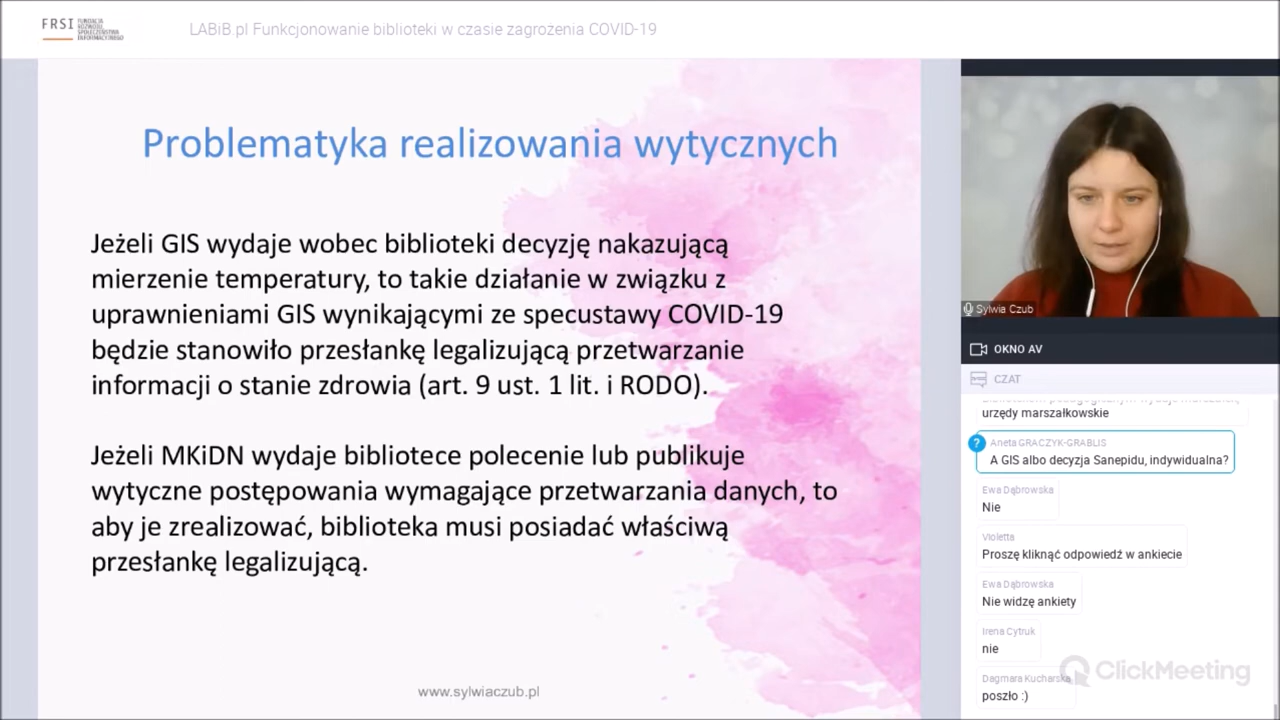 FRSI FUNDACJA
ROZWOJU
SPOŁECZEŃSTWA
INFORMACYJNEGO
LABiB.pl Funkcjonowanie biblioteki w czasie zagrożenia COVID-19
Problematyka realizowania wytycznych
Jeżeli GIS wydaje wobec biblioteki decyzję nakazującą
mierzenie temperatury, to takie działanie w związku z
uprawnieniami GIS wynikającymi ze specustawy COVID-19
będzie stanowiło przesłankę legalizującą przetwarzanie
informacji o stanie zdrowia (art. 9 ust. 1 lit. i RODO).
Jeżeli MKiDN wydaje bibliotece polecenie lub publikuje
wytyczne postępowania wymagające przetwarzania danych, to
aby je zrealizować, biblioteka musi posiadać właściwą
przesłankę legalizującą.
www.sylwiaczub.pl
Sylwia Czub
OKNO AV
CZAT
urzędy marszałkowskie
?
Aneta GRACZYK-GRABLIS
A GIS albo decyzja Sanepidu, indywidualna?
Ewa Dąbrowska
Nie
Violetta
Proszę kliknąć odpowiedź w ankiecie
Ewa Dąbrowska
Nie widzę ankiety
Irena Cytruk
nie
Dagmara Kucharska
poszło :)
ClickMeeting